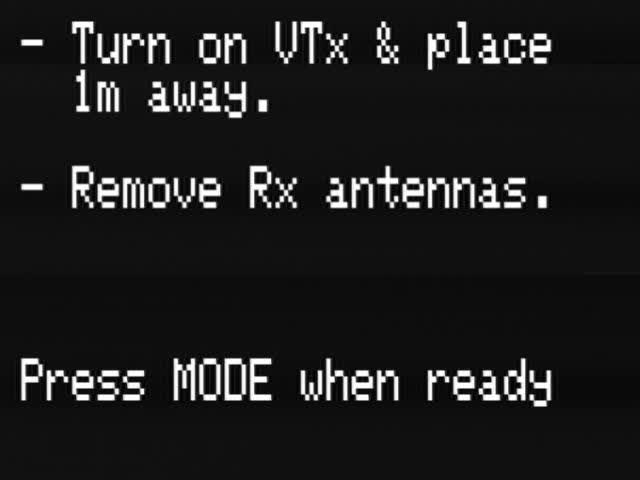 - Turn on VTx & place
1m away.
- Remove Rx antennas.
Press MODE when ready